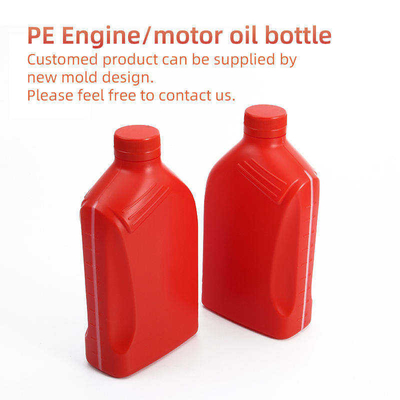 PE Engine/motor oil bottle
Customed product can be supplied by
new mold design.
Please feel free to contact us.